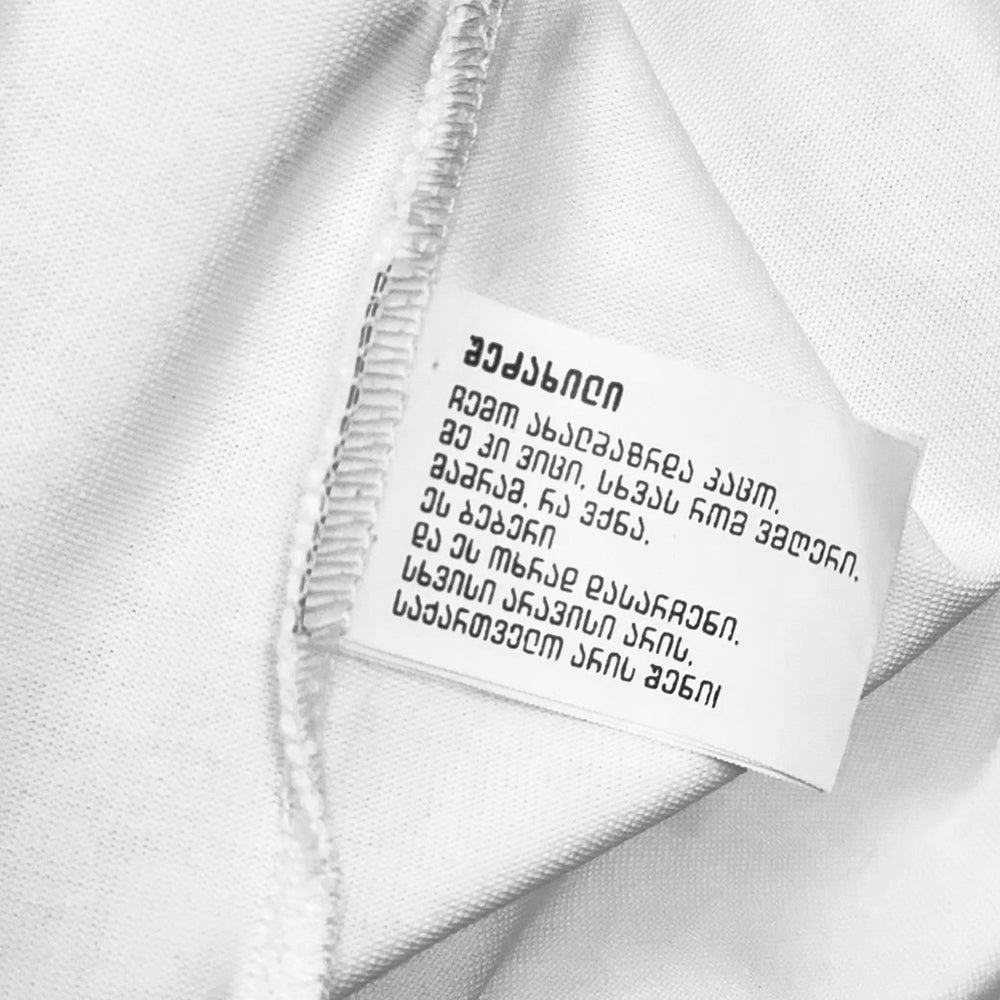 შეძახილი
ჩემო ახალგაზრდა კაცო,
მე კი ვიცი, სხვას რომ ვმღერი,
მაგრამ, რა ვქნა,
ეს ბებერი
და ეს ოხრად დასარჩენი,
სხვისი არავისი არის,
საქართველო არის შენი!